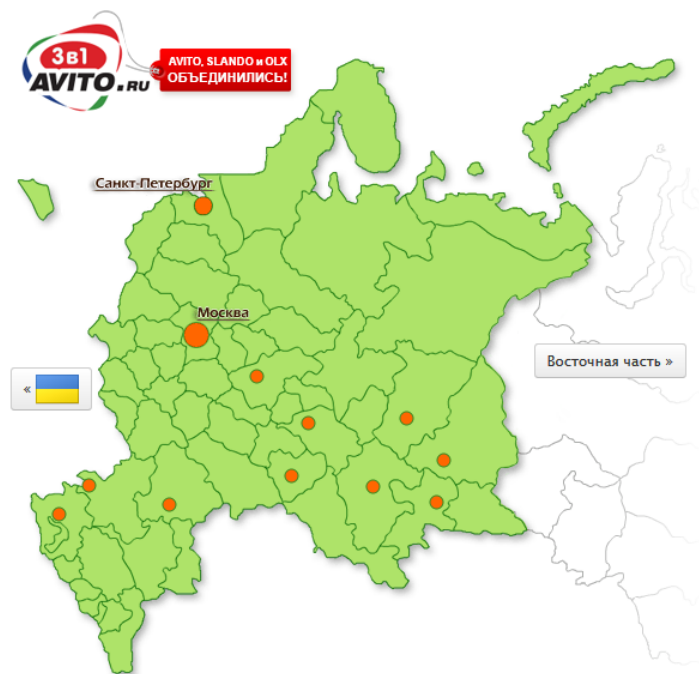 3в1
AVITO.RU
AVITO, SLANDO и OLX
ОБЪЕДИНИЛИСЬ!
Санкт-Петербург
Москва
«
Восточная часть »